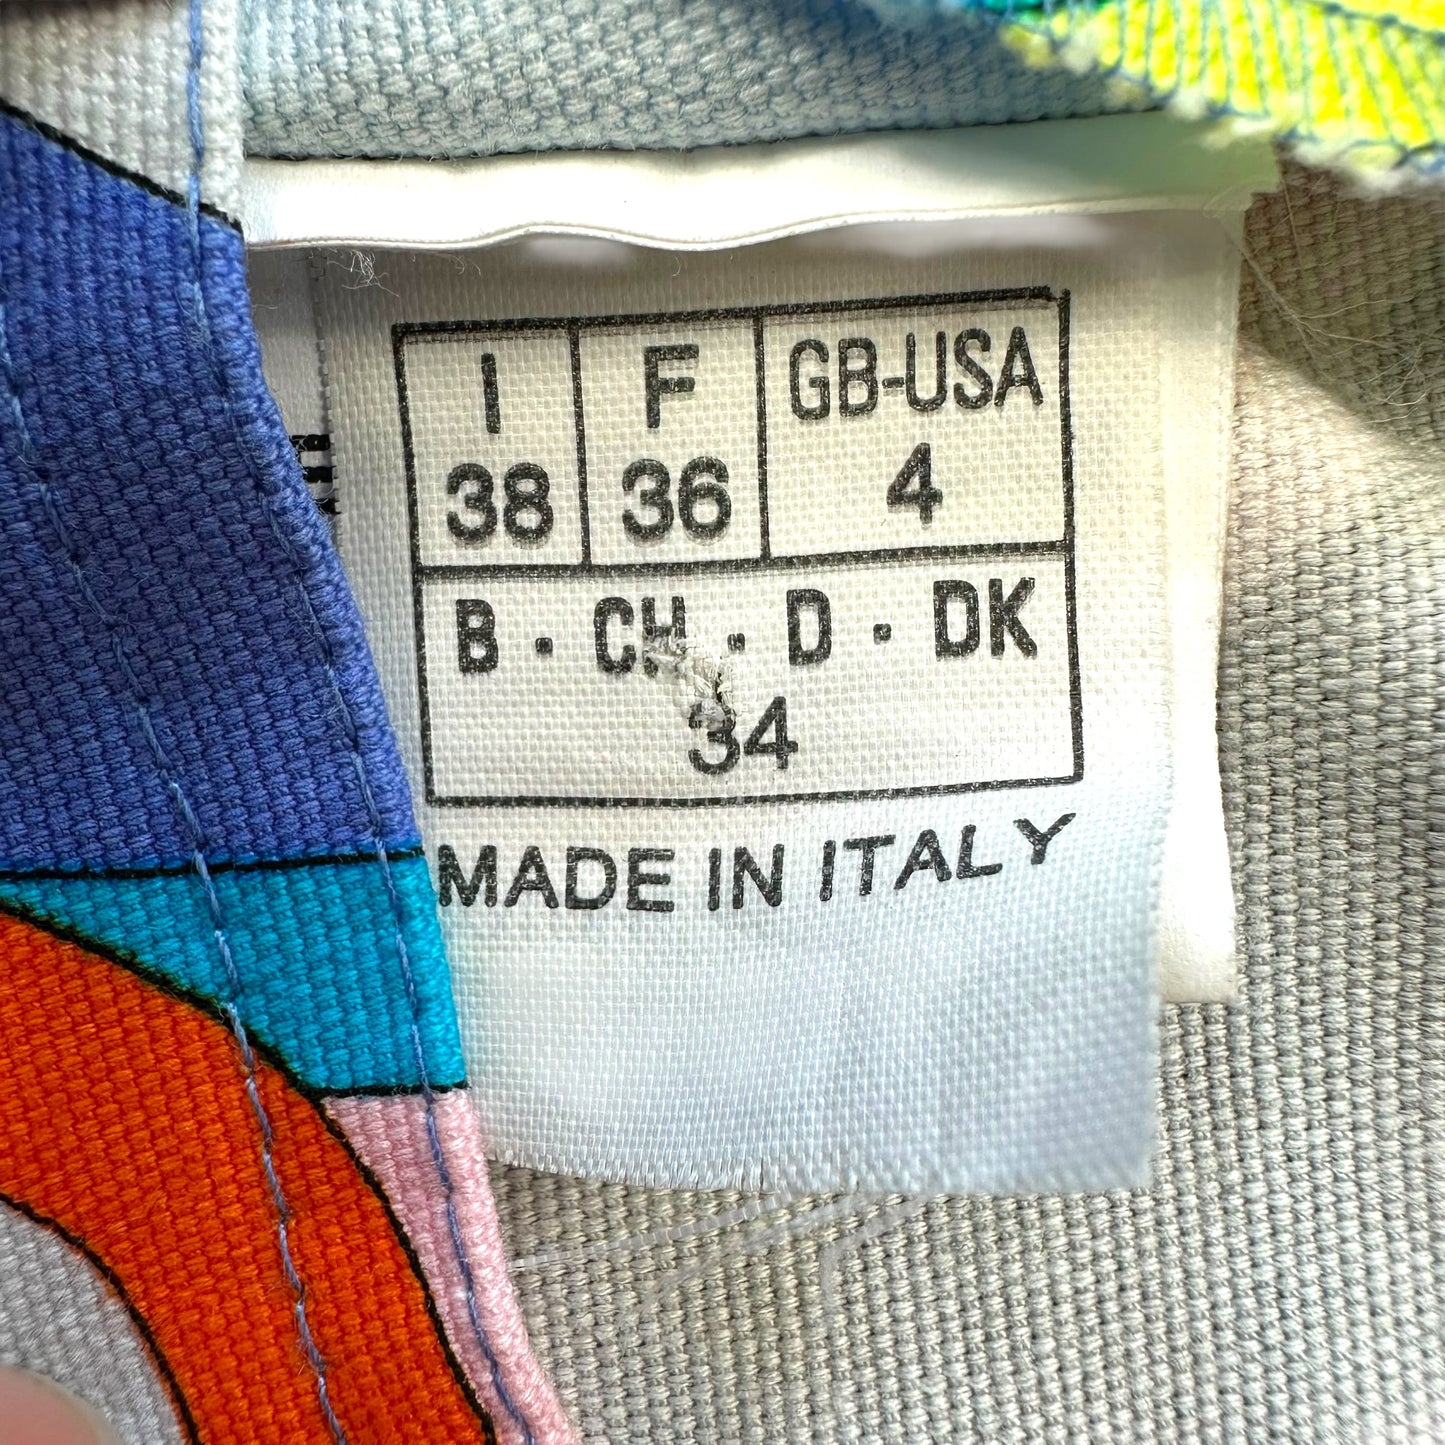 I F GB-USA
38 36 4
B · CH · D · DK
34
MADE IN ITALY